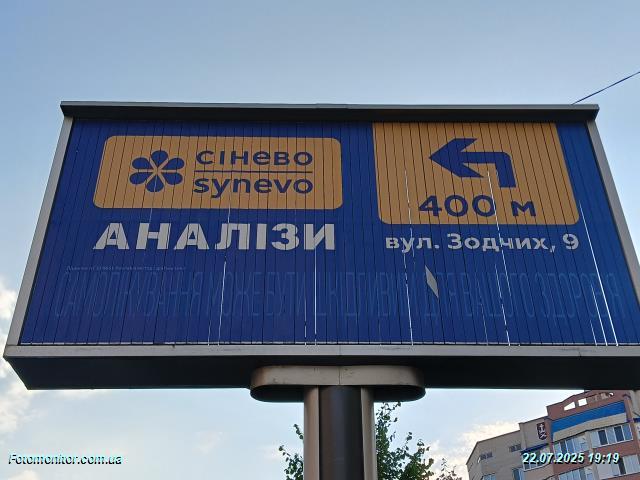 сінево
synevo
АНАЛІЗИ
400 м
вул. Зодчих, 9
САМОЛІКУВАННЯ МОЖЕ БУТИ ШКІДЛИВИМ ДЛЯ ВАШОГО ЗДОРОВ'Я
Fotomonitor.com.ua
22.07.2025 19:19